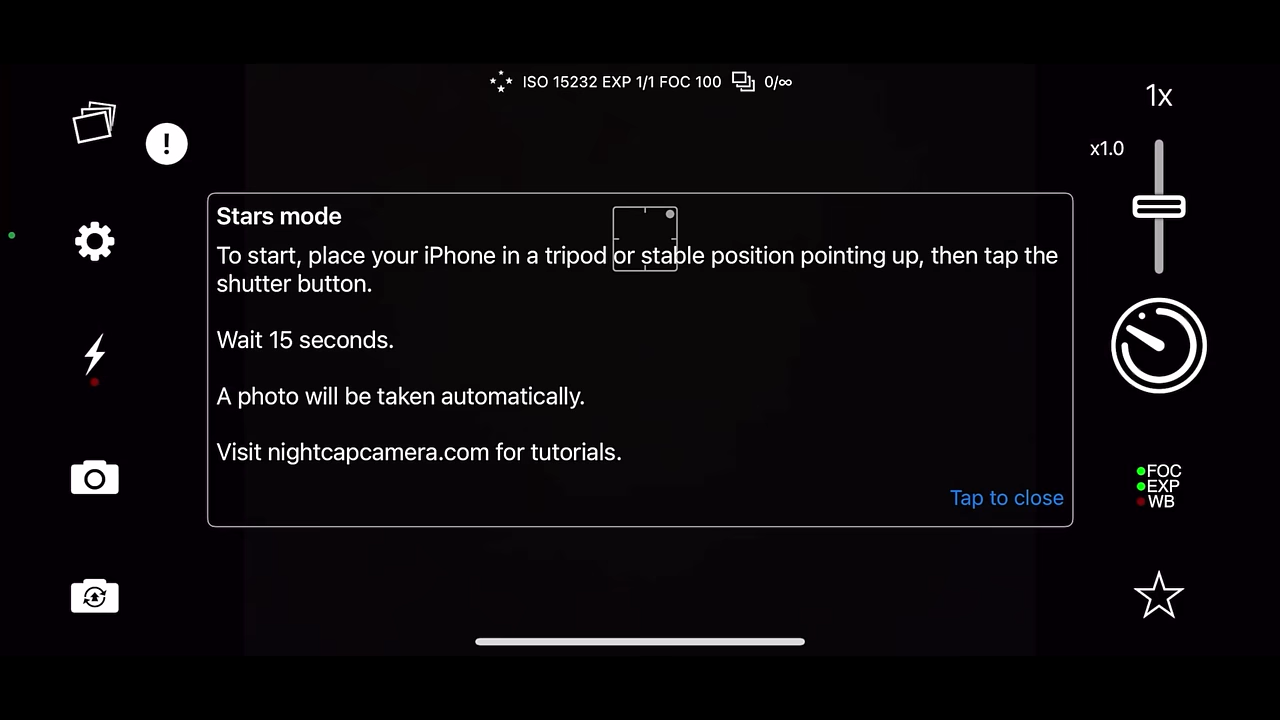 ISO 15232 EXP 1/1 FOC 100 0/∞
1x
x1.0
!
Stars mode
To start, place your iPhone in a tripod or stable position pointing up, then tap the
shutter button.
Wait 15 seconds.
A photo will be taken automatically.
Visit nightcapcamera.com for tutorials.
Tap to close
FOC
EXP
WB